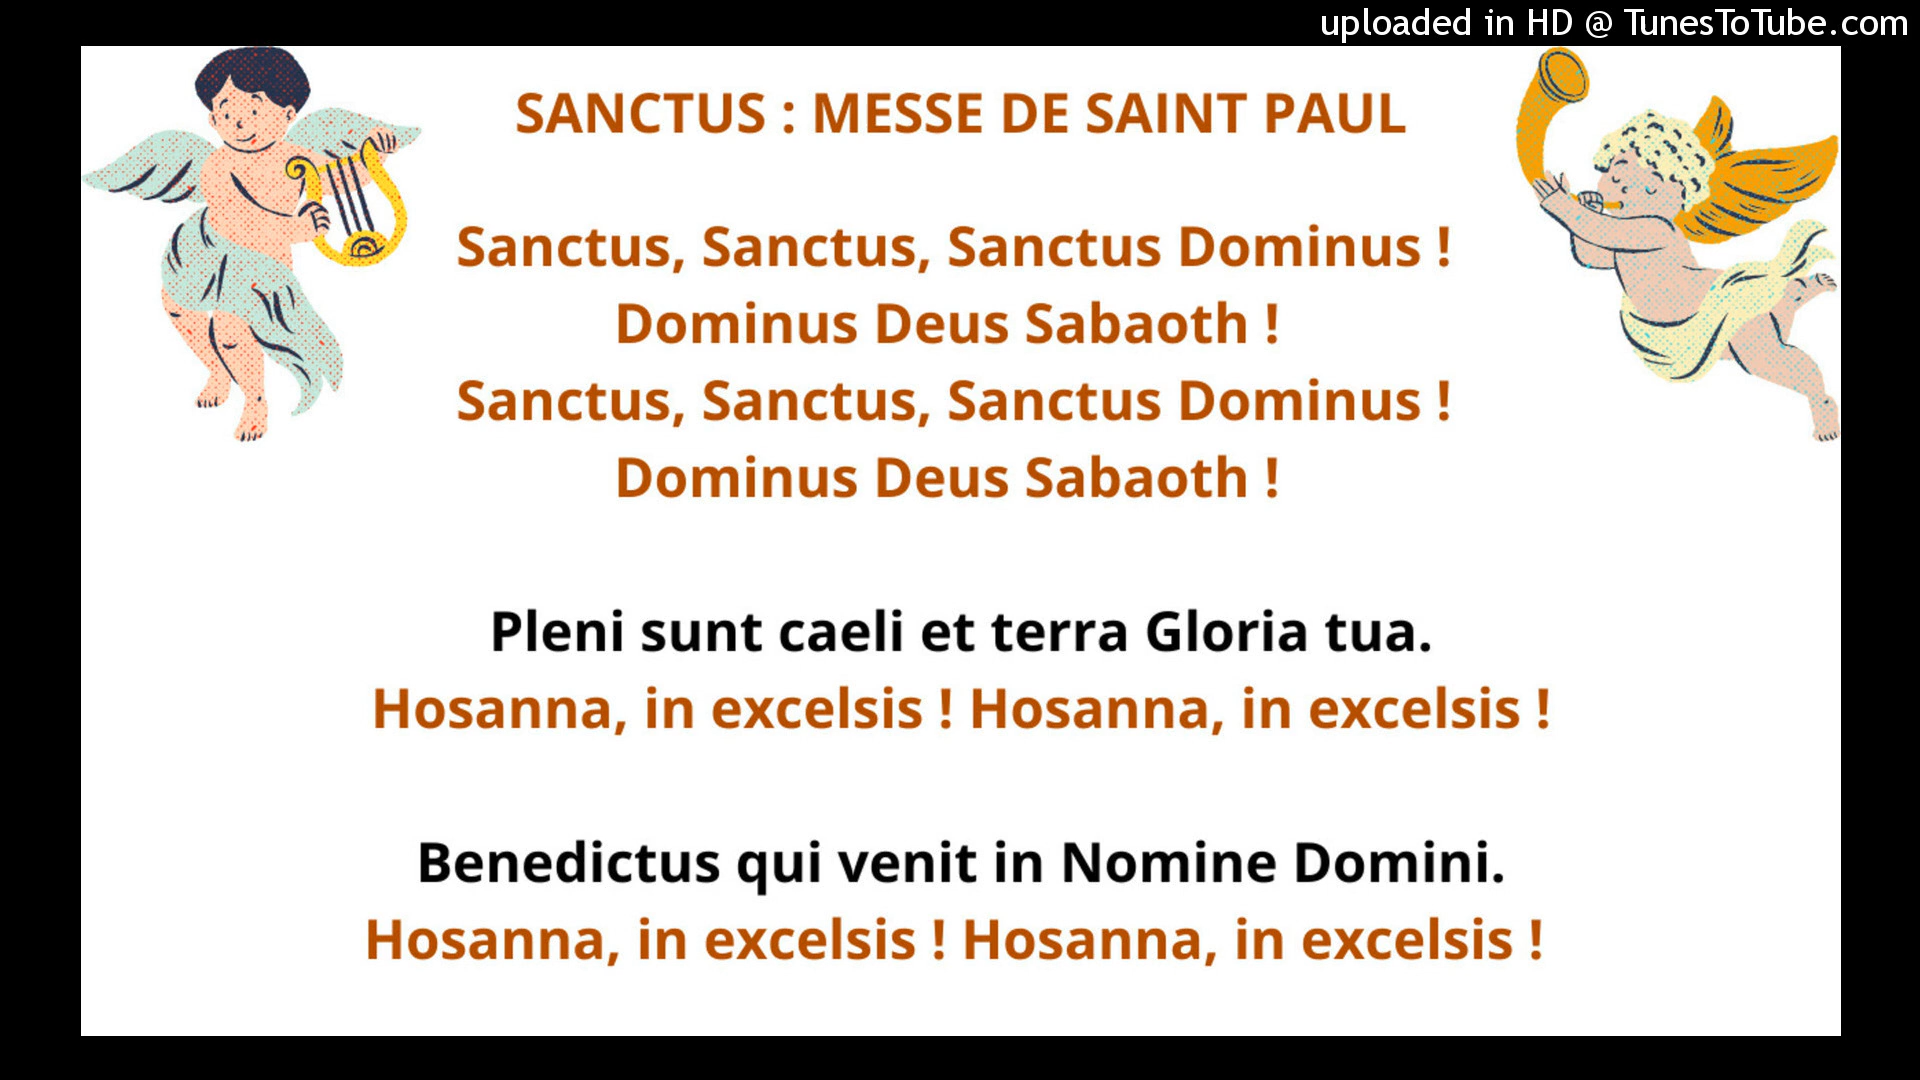 uploaded in HD @ TunesToTube.com
SANCTUS : MESSE DE SAINT PAUL
Sanctus, Sanctus, Sanctus Dominus !
Dominus Deus Sabaoth !
Sanctus, Sanctus, Sanctus Dominus !
Dominus Deus Sabaoth !
Pleni sunt caeli et terra Gloria tua.
Hosanna, in excelsis ! Hosanna, in excelsis !
Benedictus qui venit in Nomine Domini.
Hosanna, in excelsis ! Hosanna, in excelsis !